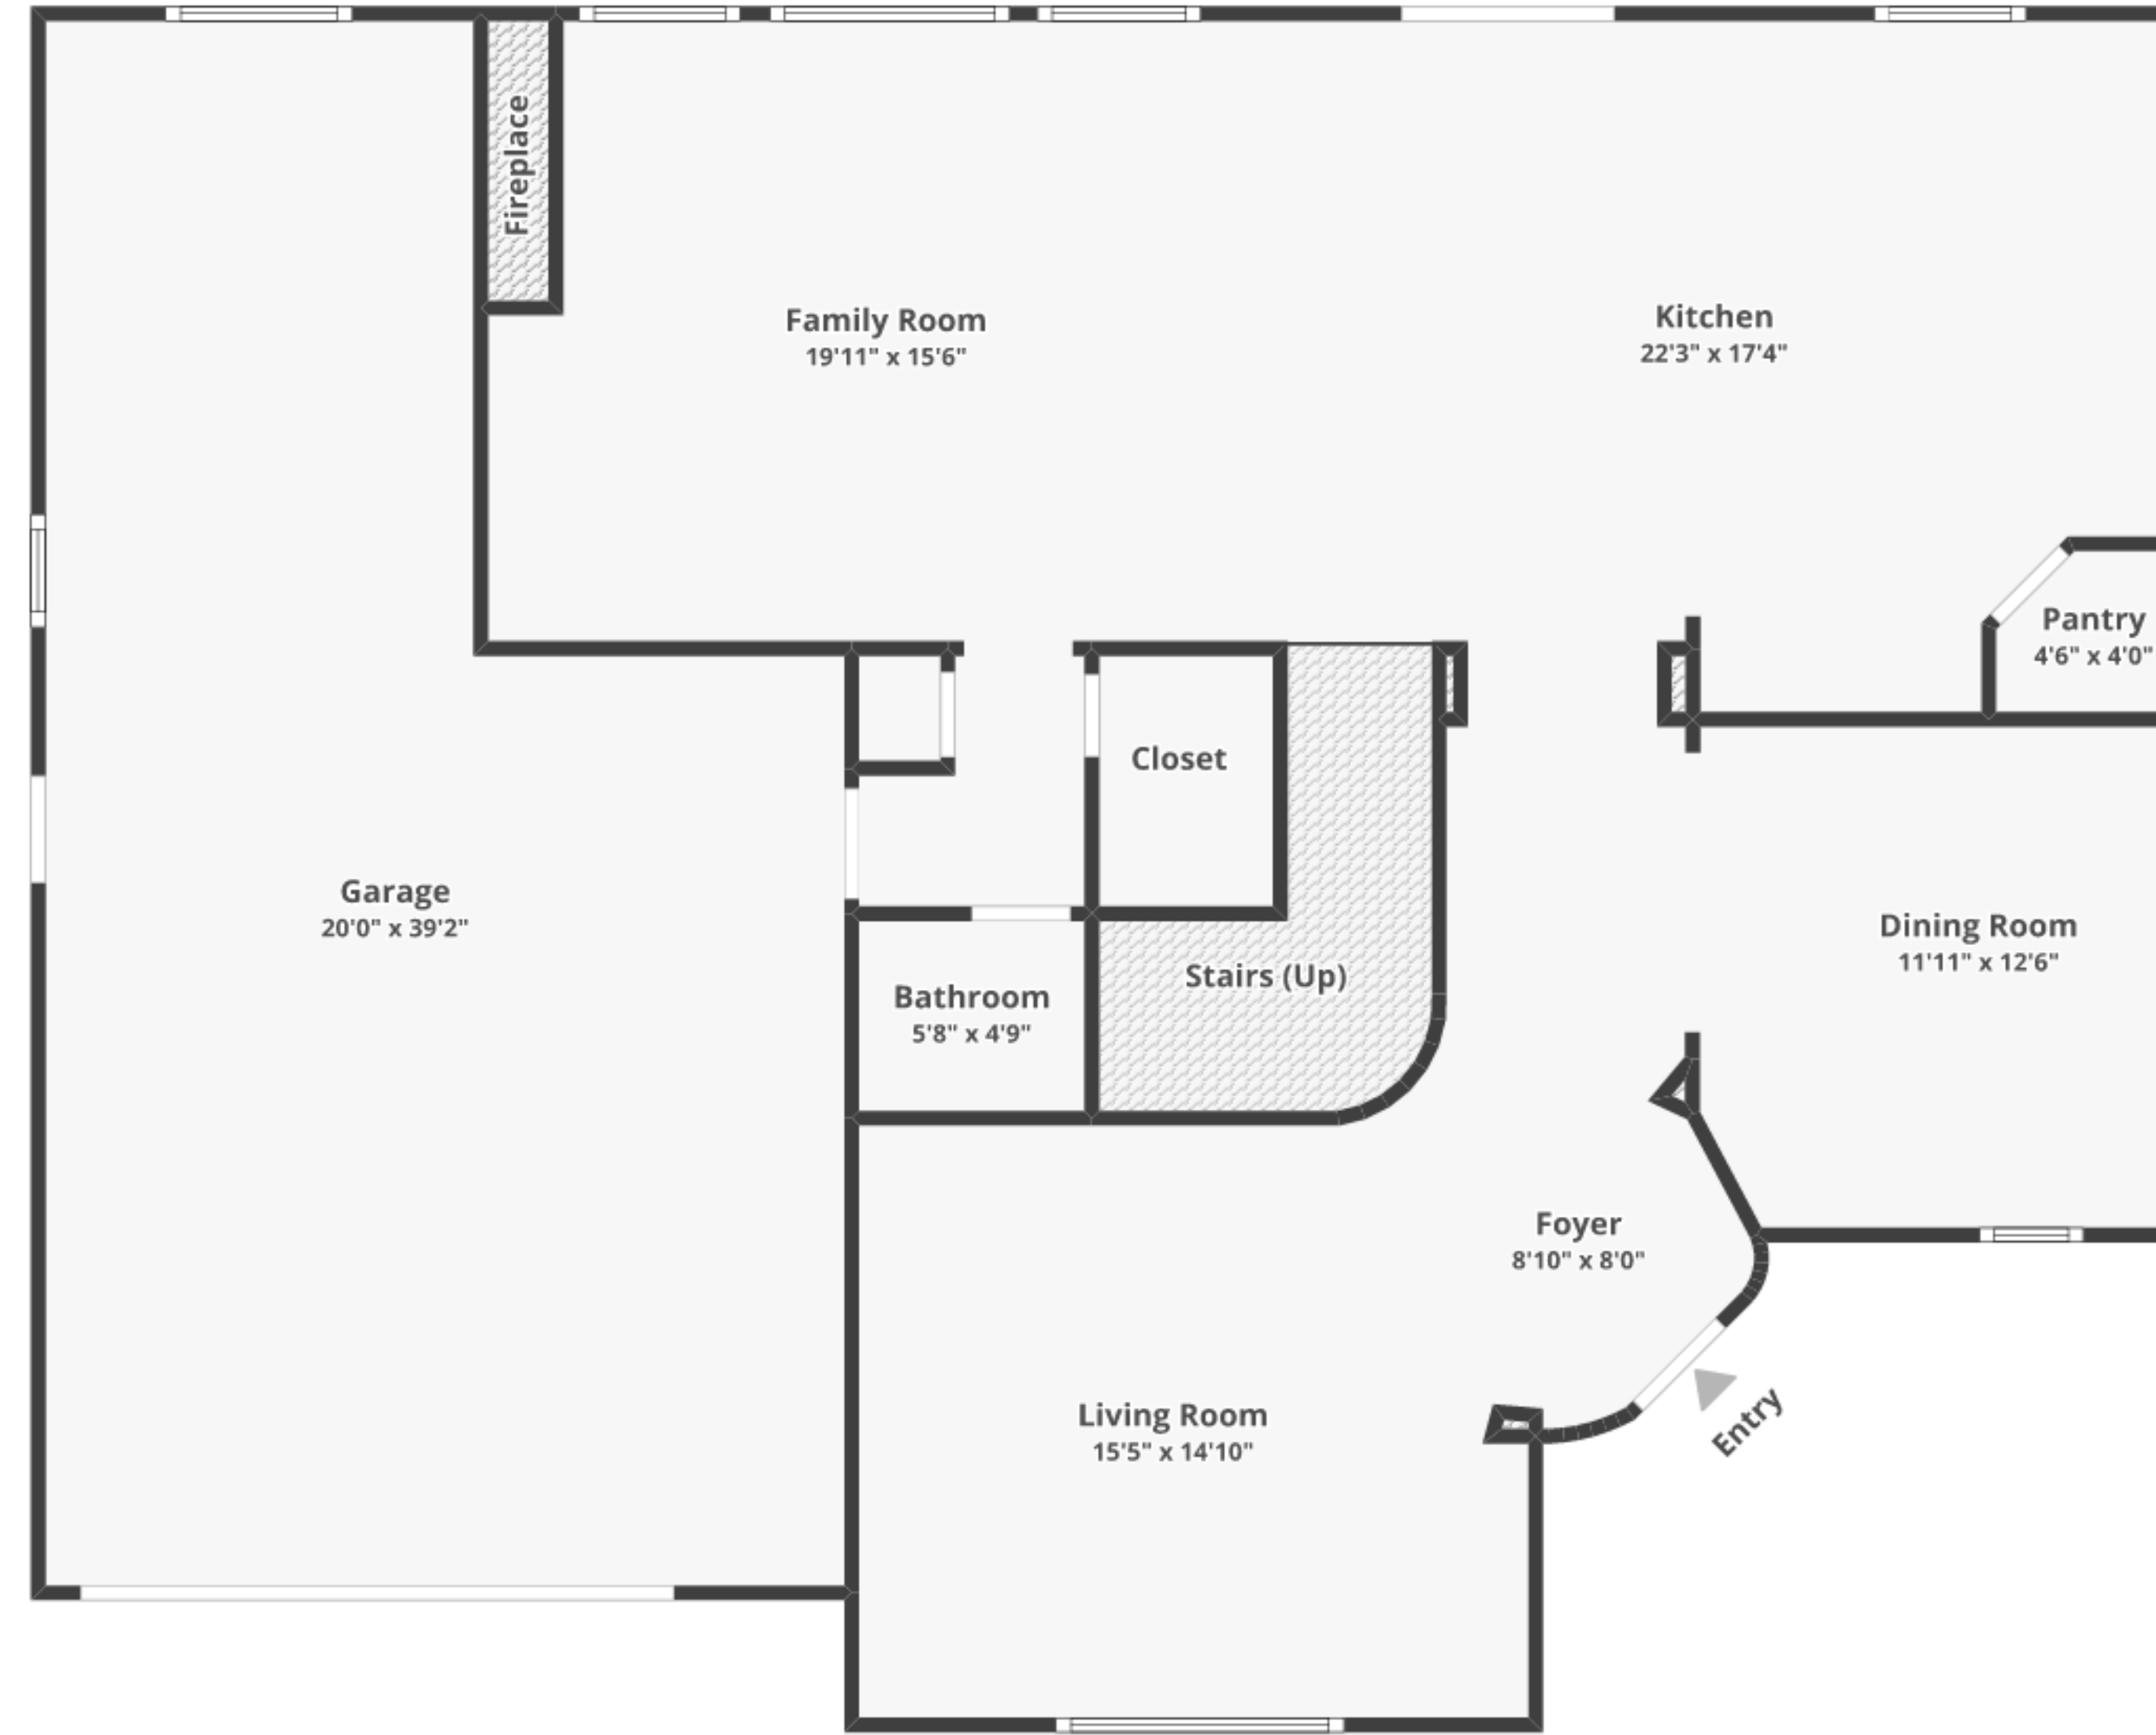 Fireplace
Family Room
19'11" x 15'6"
Kitchen
22'3" x 17'4"
Pantry
4'6" x 4'0"
Closet
Garage
20'0" x 39'2"
Dining Room
11'11" x 12'6"
Stairs (Up)
Bathroom
5'8" x 4'9"
Foyer
8'10" x 8'0"
Living Room
15'5" x 14'10"
Entry